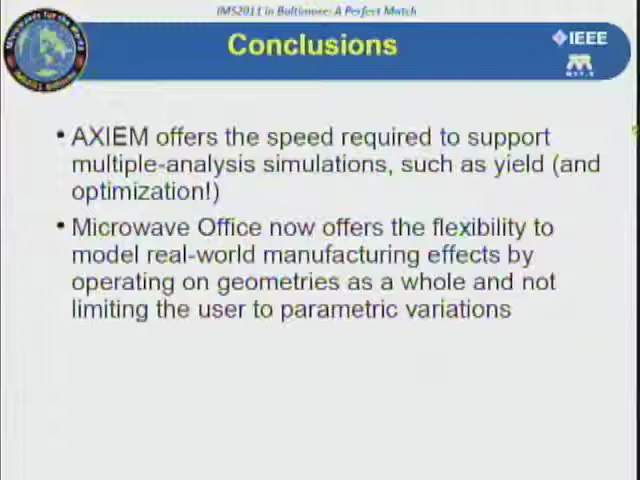 IMS2011 in Baltimore: A Perfect Match
Conclusions
IEEE
• AXIEM offers the speed required to support
multiple-analysis simulations, such as yield (and
optimization!)
• Microwave Office now offers the flexibility to
model real-world manufacturing effects by
operating on geometries as a whole and not
limiting the user to parametric variations